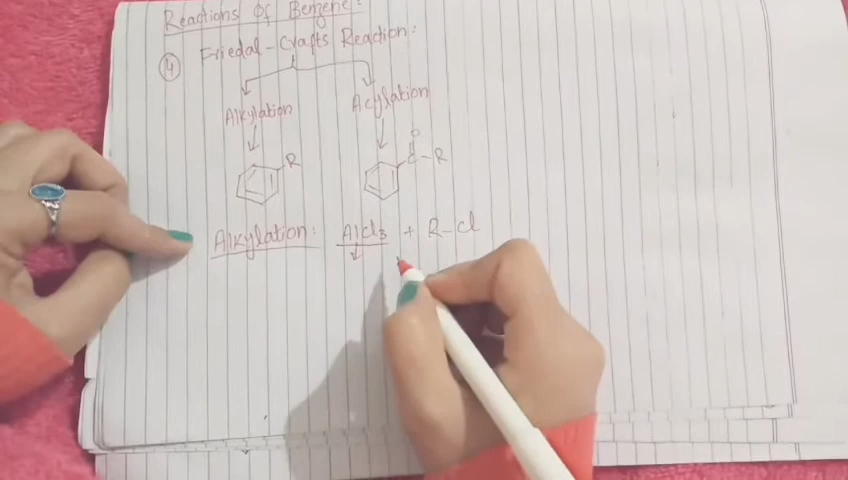 Reactions Of Benzene:
4 Friedal-Crafts Reaction:
Alkylation Acylation
R
O
C-R
Alkylation: AlCl3 + R-Cl